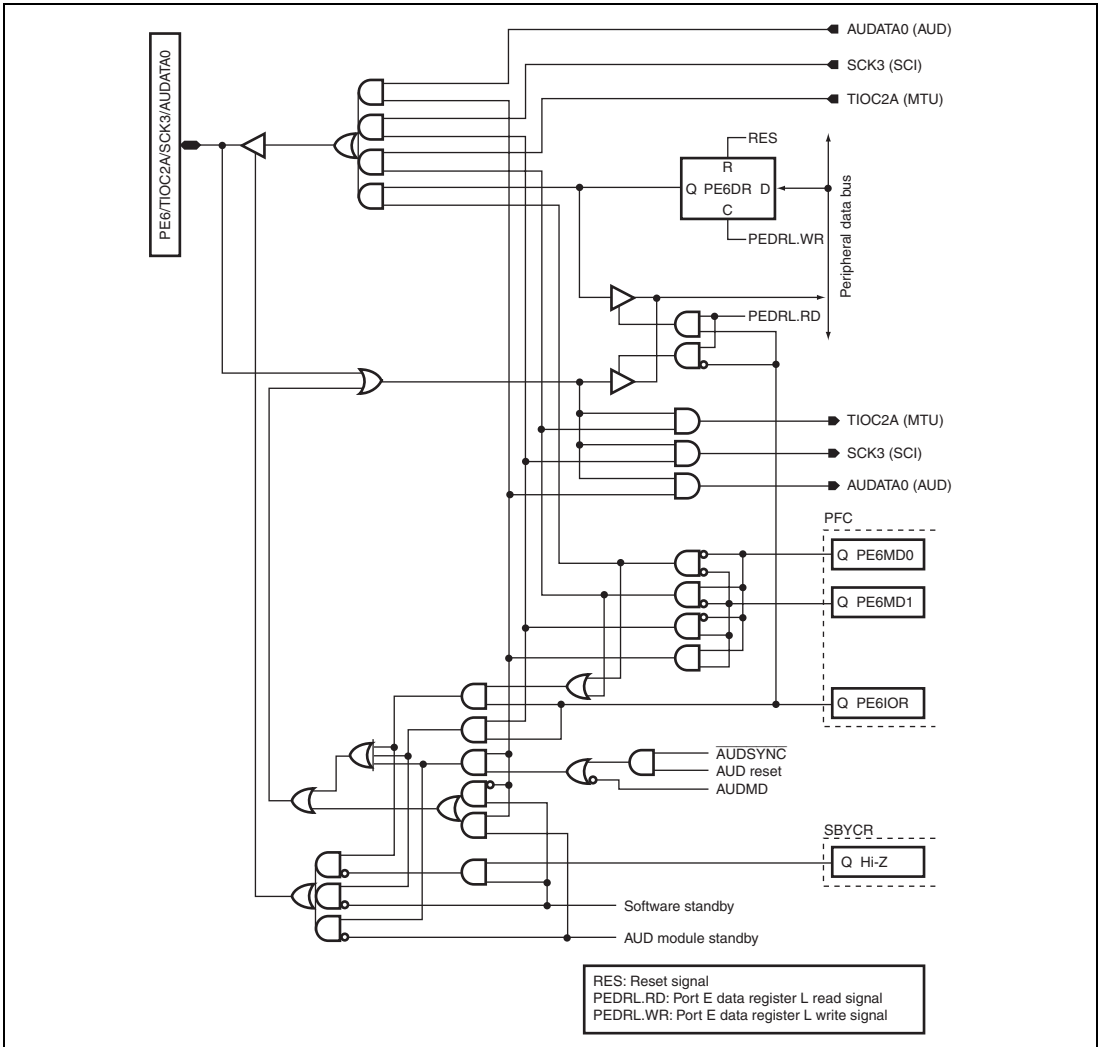 PE6/TIOC2A/SCK3/AUDATA0
AUDATA0 (AUD)
SCK3 (SCI)
TIOC2A (MTU)
RES
R
Q PE6DR D
C
PEDRL.WR
Peripheral data bus
PEDRL.RD
TIOC2A (MTU)
SCK3 (SCI)
AUDATA0 (AUD)
PFC
Q PE6MD0
Q PE6MD1
Q PE6IOR
AUDSYNC
AUD reset
AUDMD
SBYCR
Q Hi-Z
Software standby
AUD module standby
RES: Reset signal
PEDRL.RD: Port E data register L read signal
PEDRL.WR: Port E data register L write signal